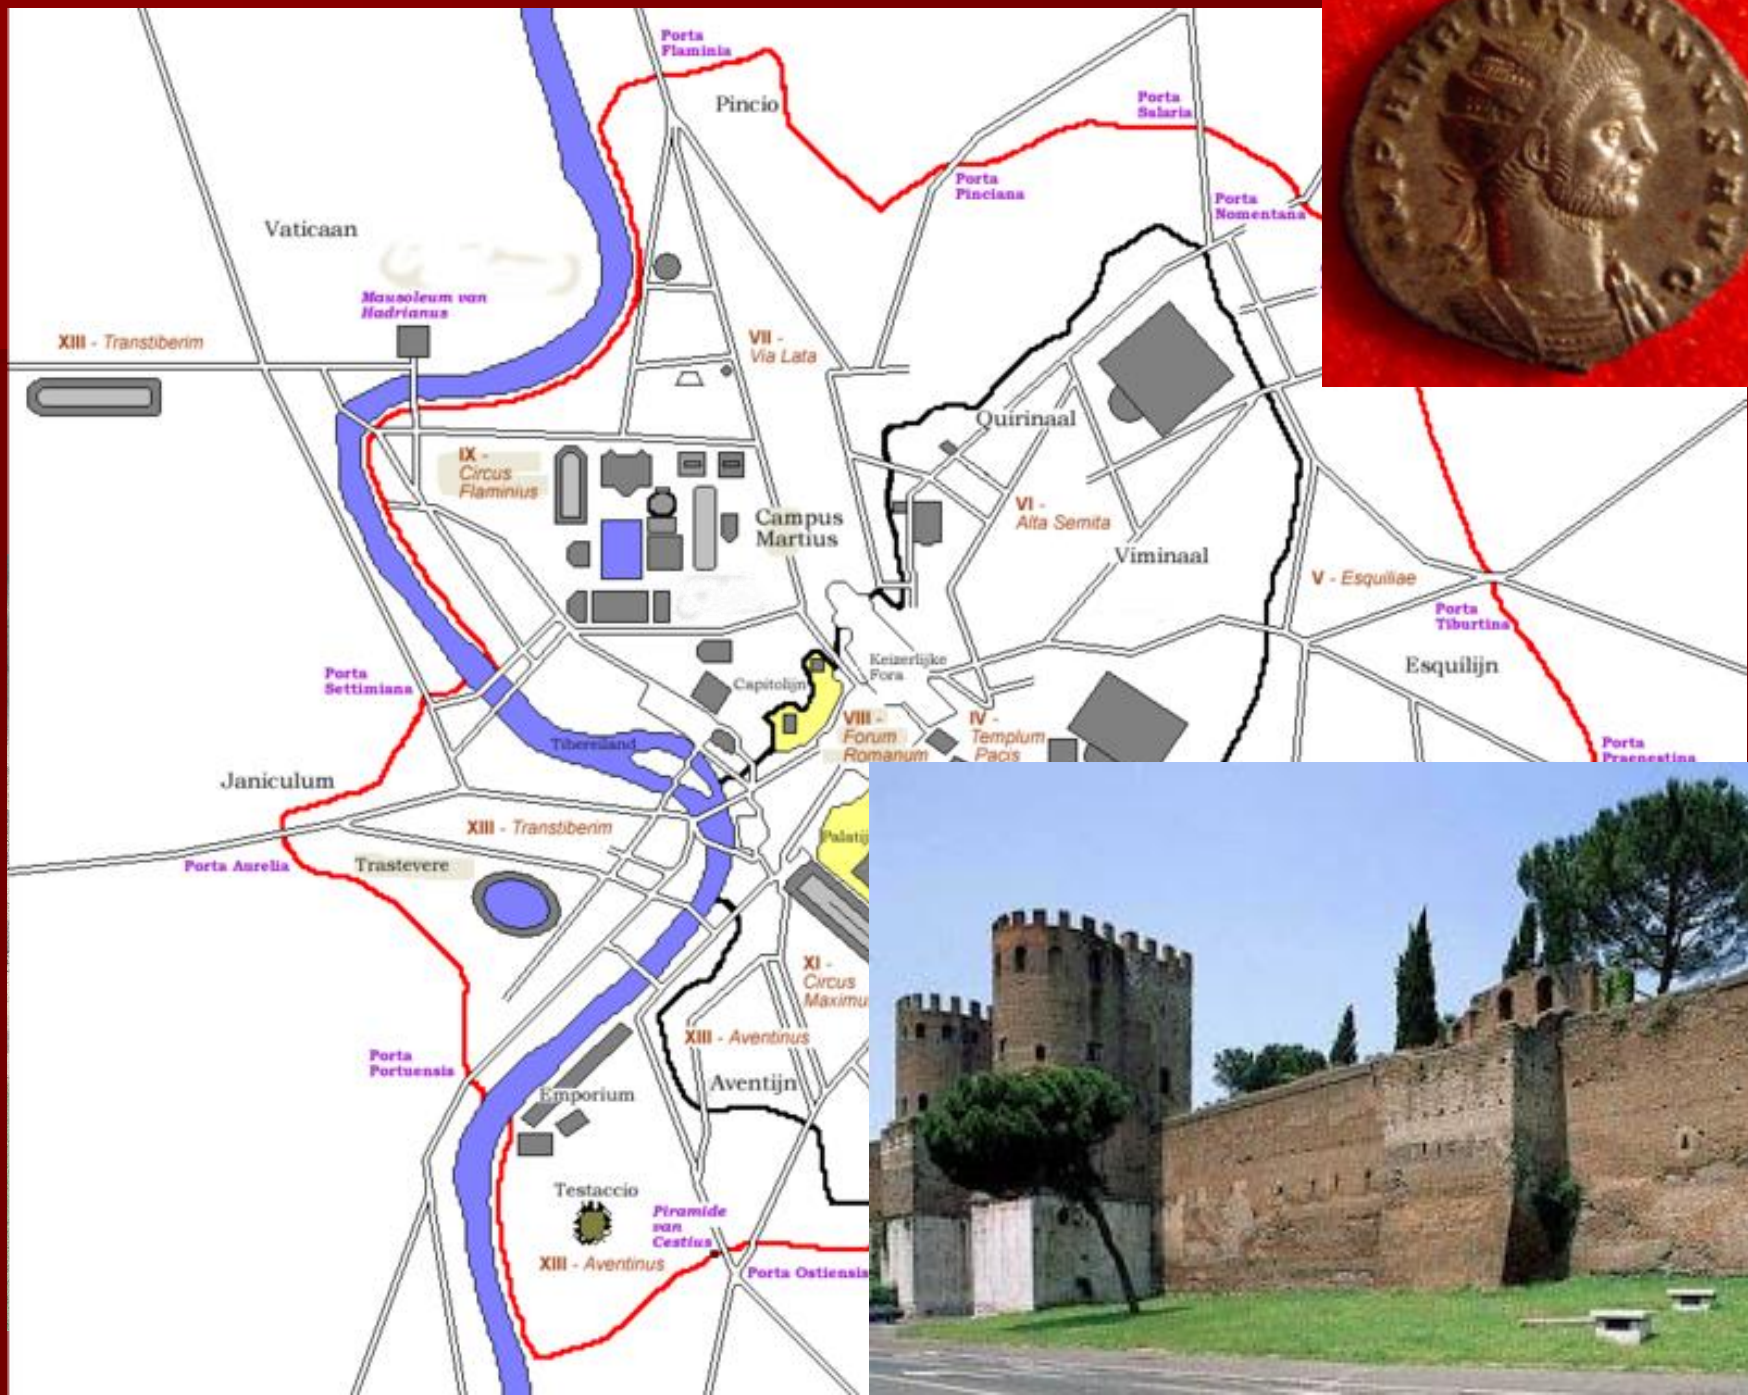 Porta
Flaminia
Pincio
Porta
Salaria
Porta
Pinciana
Porta
Nomentana
Vaticaan
Mausoleum van
Hadrianus
XIII - Transtiberim
VII -
Via Lata
Quirinaal
IX -
Circus
Flaminius
Campus
Martius
VI -
Alta Semita
Viminaal
V - Esquiliae
Porta
Tiburtina
Esquilijn
Porta
Settimiana
Capitolijn
Keizerlijke
Fora
VIII -
Forum
Romanum
IV -
Templum
Pacis
Tibereiland
Porta
Praenestina
Janiculum
XIII - Transtiberim
Palatij
Porta Aurelia
Trastevere
XI -
Circus
Maximu
XIII - Aventinus
Porta
Portuensis
Aventijn
Emporium
Testaccio
Piramide
van
Cestius
XIII - Aventinus
Porta Ostiensis